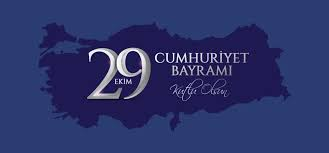 29
EKİM
CUMHURİYET
BAYRAMI
Kutlu Olsun